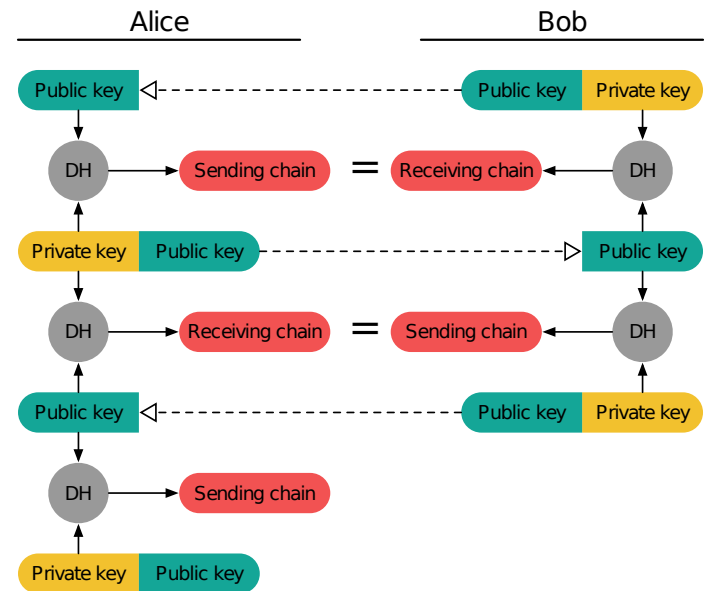 Alice Bob
Public key Public key Private key
DH Sending chain = Receiving chain DH
Private key Public key Public key
DH Receiving chain = Sending chain DH
Public key Public key Private key
DH Sending chain
Private key Public key